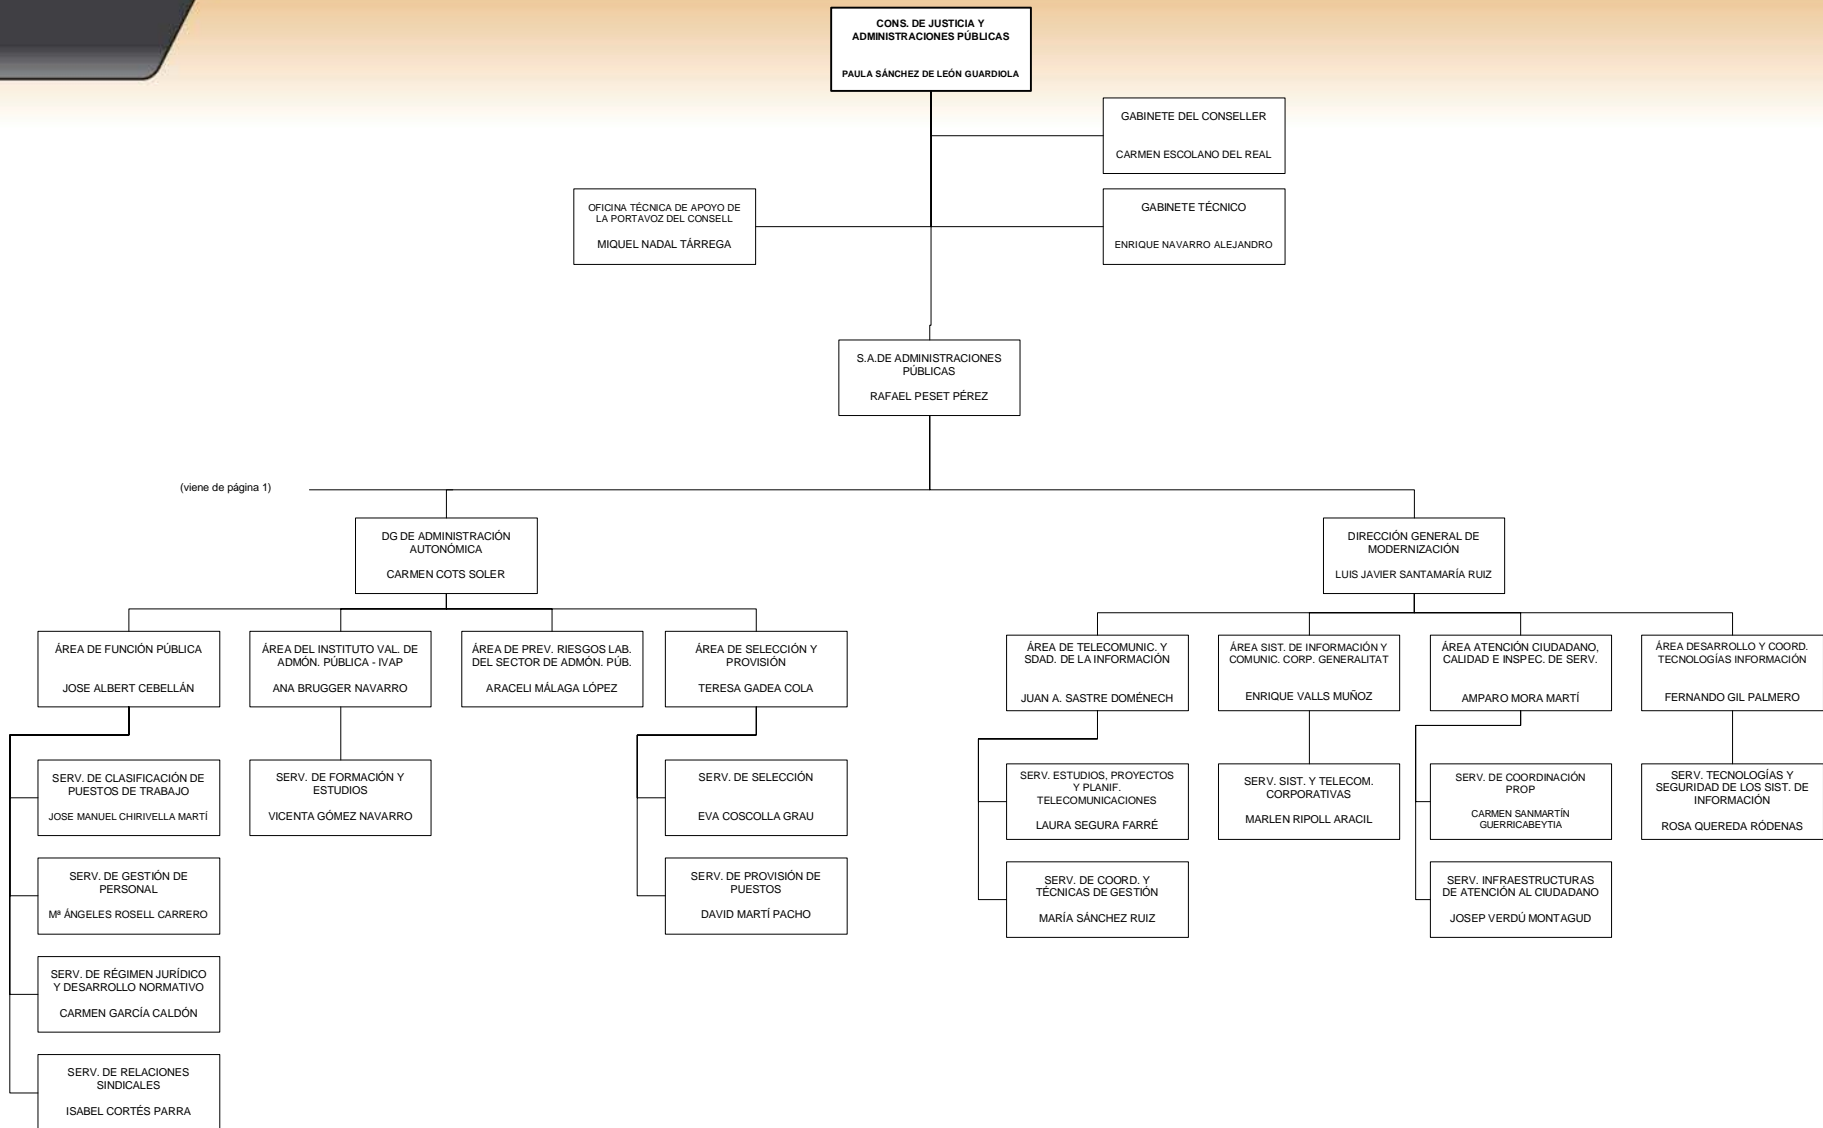 CONS. DE JUSTICIA Y
ADMINISTRACIONES PÚBLICAS
PAULA SÁNCHEZ DE LEÓN GUARDIOLA
GABINETE DEL CONSELLER
CARMEN ESCOLANO DEL REAL
OFICINA TÉCNICA DE APOYO DE
LA PORTAVOZ DEL CONSELL
MIQUEL NADAL TÁRREGA
GABINETE TÉCNICO
ENRIQUE NAVARRO ALEJANDRO
S.A.DE ADMINISTRACIONES
PÚBLICAS
RAFAEL PESET PÉREZ
(viene de página 1)
DG DE ADMINISTRACIÓN
AUTONÓMICA
CARMEN COTS SOLER
DIRECCIÓN GENERAL DE
MODERNIZACIÓN
LUIS JAVIER SANTAMARÍA RUIZ
ÁREA DE FUNCIÓN PÚBLICA
JOSE ALBERT CEBELLÁN
ÁREA DEL INSTITUTO VAL. DE
ADMÓN. PÚBLICA - IVAP
ANA BRUGGER NAVARRO
ÁREA DE PREV. RIESGOS LAB.
DEL SECTOR DE ADMÓN. PÚB.
ARACELI MÁLAGA LÓPEZ
ÁREA DE SELECCIÓN Y
PROVISIÓN
TERESA GADEA COLA
ÁREA DE TELECOMUNIC. Y
SDAD. DE LA INFORMACIÓN
JUAN A. SASTRE DOMÉNECH
ÁREA SIST. DE INFORMACIÓN Y
COMUNIC. CORP. GENERALITAT
ENRIQUE VALLS MUÑOZ
ÁREA ATENCIÓN CIUDADANO,
CALIDAD E INSPEC. DE SERV.
AMPARO MORA MARTÍ
ÁREA DESARROLLO Y COORD.
TECNOLOGÍAS INFORMACIÓN
FERNANDO GIL PALMERO
SERV. DE CLASIFICACIÓN DE
PUESTOS DE TRABAJO
JOSE MANUEL CHIRIVELLA MARTÍ
SERV. DE FORMACIÓN Y
ESTUDIOS
VICENTA GÓMEZ NAVARRO
SERV. DE SELECCIÓN
EVA COSCOLLA GRAU
SERV. ESTUDIOS, PROYECTOS
Y PLANIF.
TELECOMUNICACIONES
LAURA SEGURA FARRÉ
SERV. SIST. Y TELECOM.
CORPORATIVAS
MARLEN RIPOLL ARACIL
SERV. DE COORDINACIÓN
PROP
CARMEN SANMARTÍN
GUERRICABEYTIA
SERV. TECNOLOGÍAS Y
SEGURIDAD DE LOS SIST. DE
INFORMACIÓN
ROSA QUEREDA RÓDENAS
SERV. DE GESTIÓN DE
PERSONAL
Mª ÁNGELES ROSELL CARRERO
SERV. DE PROVISIÓN DE
PUESTOS
DAVID MARTÍ PACHO
SERV. DE COORD. Y
TÉCNICAS DE GESTIÓN
MARÍA SÁNCHEZ RUIZ
SERV. INFRAESTRUCTURAS
DE ATENCIÓN AL CIUDADANO
JOSEP VERDÚ MONTAGUD
SERV. DE RÉGIMEN JURÍDICO
Y DESARROLLO NORMATIVO
CARMEN GARCÍA CALDÓN
SERV. DE RELACIONES
SINDICALES
ISABEL CORTÉS PARRA